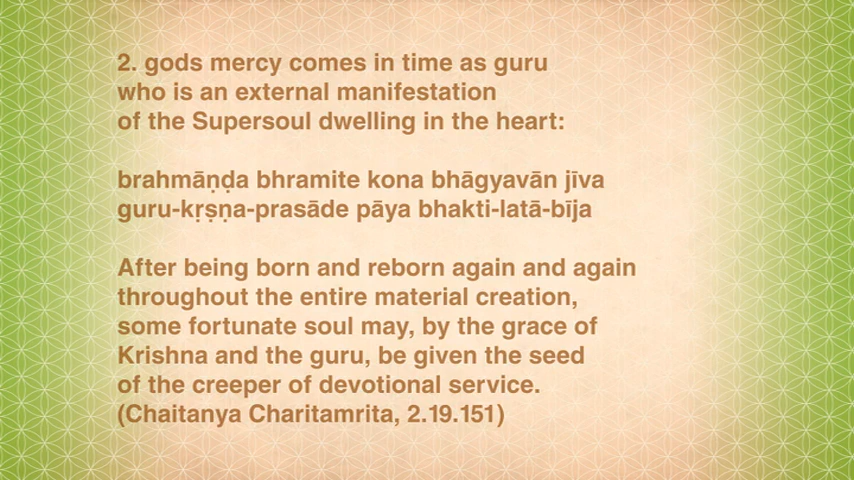 2. gods mercy comes in time as guru
who is an external manifestation
of the Supersoul dwelling in the heart:
brahmāṇḍa bhramite kona bhāgyavān jīva
guru-kṛṣṇa-prasāde pāya bhakti-latā-bīja
After being born and reborn again and again
throughout the entire material creation,
some fortunate soul may, by the grace of
Krishna and the guru, be given the seed
of the creeper of devotional service.
(Chaitanya Charitamrita, 2.19.151)